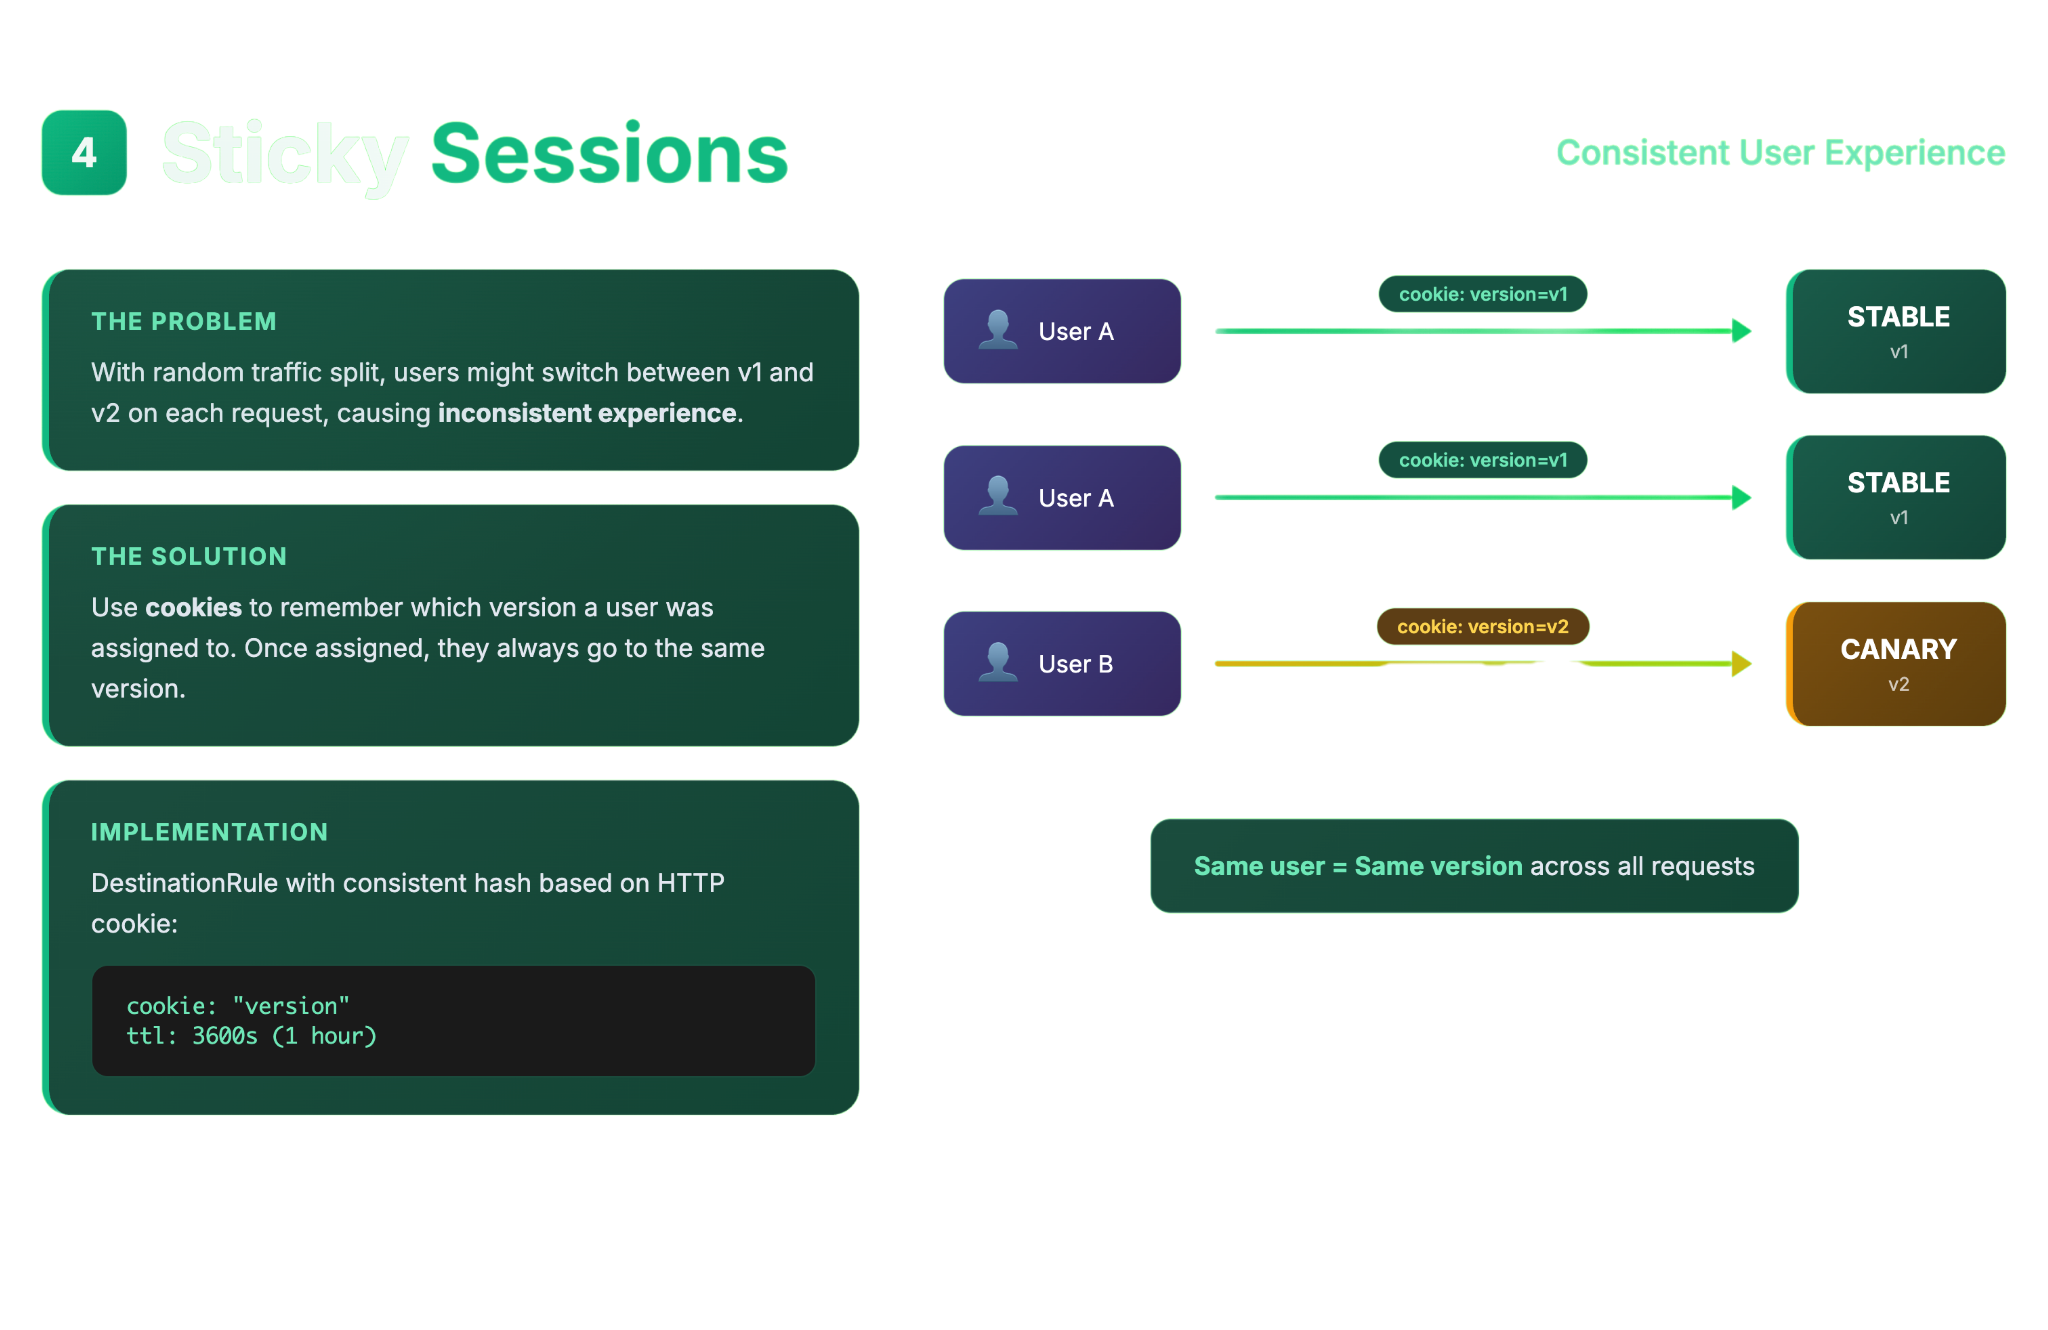 4
Sticky Sessions
Consistent User Experience
THE PROBLEM
With random traffic split, users might switch between v1 and
v2 on each request, causing inconsistent experience.
THE SOLUTION
Use cookies to remember which version a user was
assigned to. Once assigned, they always go to the same
version.
IMPLEMENTATION
DestinationRule with consistent hash based on HTTP
cookie:
cookie: "version"
ttl: 3600s (1 hour)
User A
cookie: version=v1
STABLE
v1
User A
cookie: version=v1
STABLE
v1
User B
cookie: version=v2
CANARY
v2
Same user = Same version across all requests